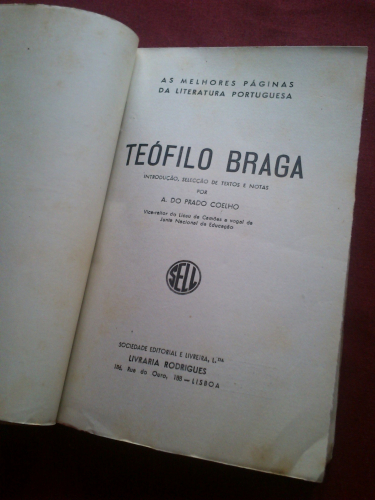 AS MELHORES PÁGINAS
DA LITERATURA PORTUGUESA
TEÓFILO BRAGA
INTRODUÇÃO, SELECÇÃO DE TEXTOS E NOTAS
POR
A. DO PRADO COELHO
Vice-reitor do Liceu de Camões e vogal da
Junta Nacional de Educação
SELL
SOCIEDADE EDITORIAL E LIVREIRA, L.ᵈᵃ
LIVRARIA RODRIGUES
186, Rua do Ouro, 188 — LISBOA